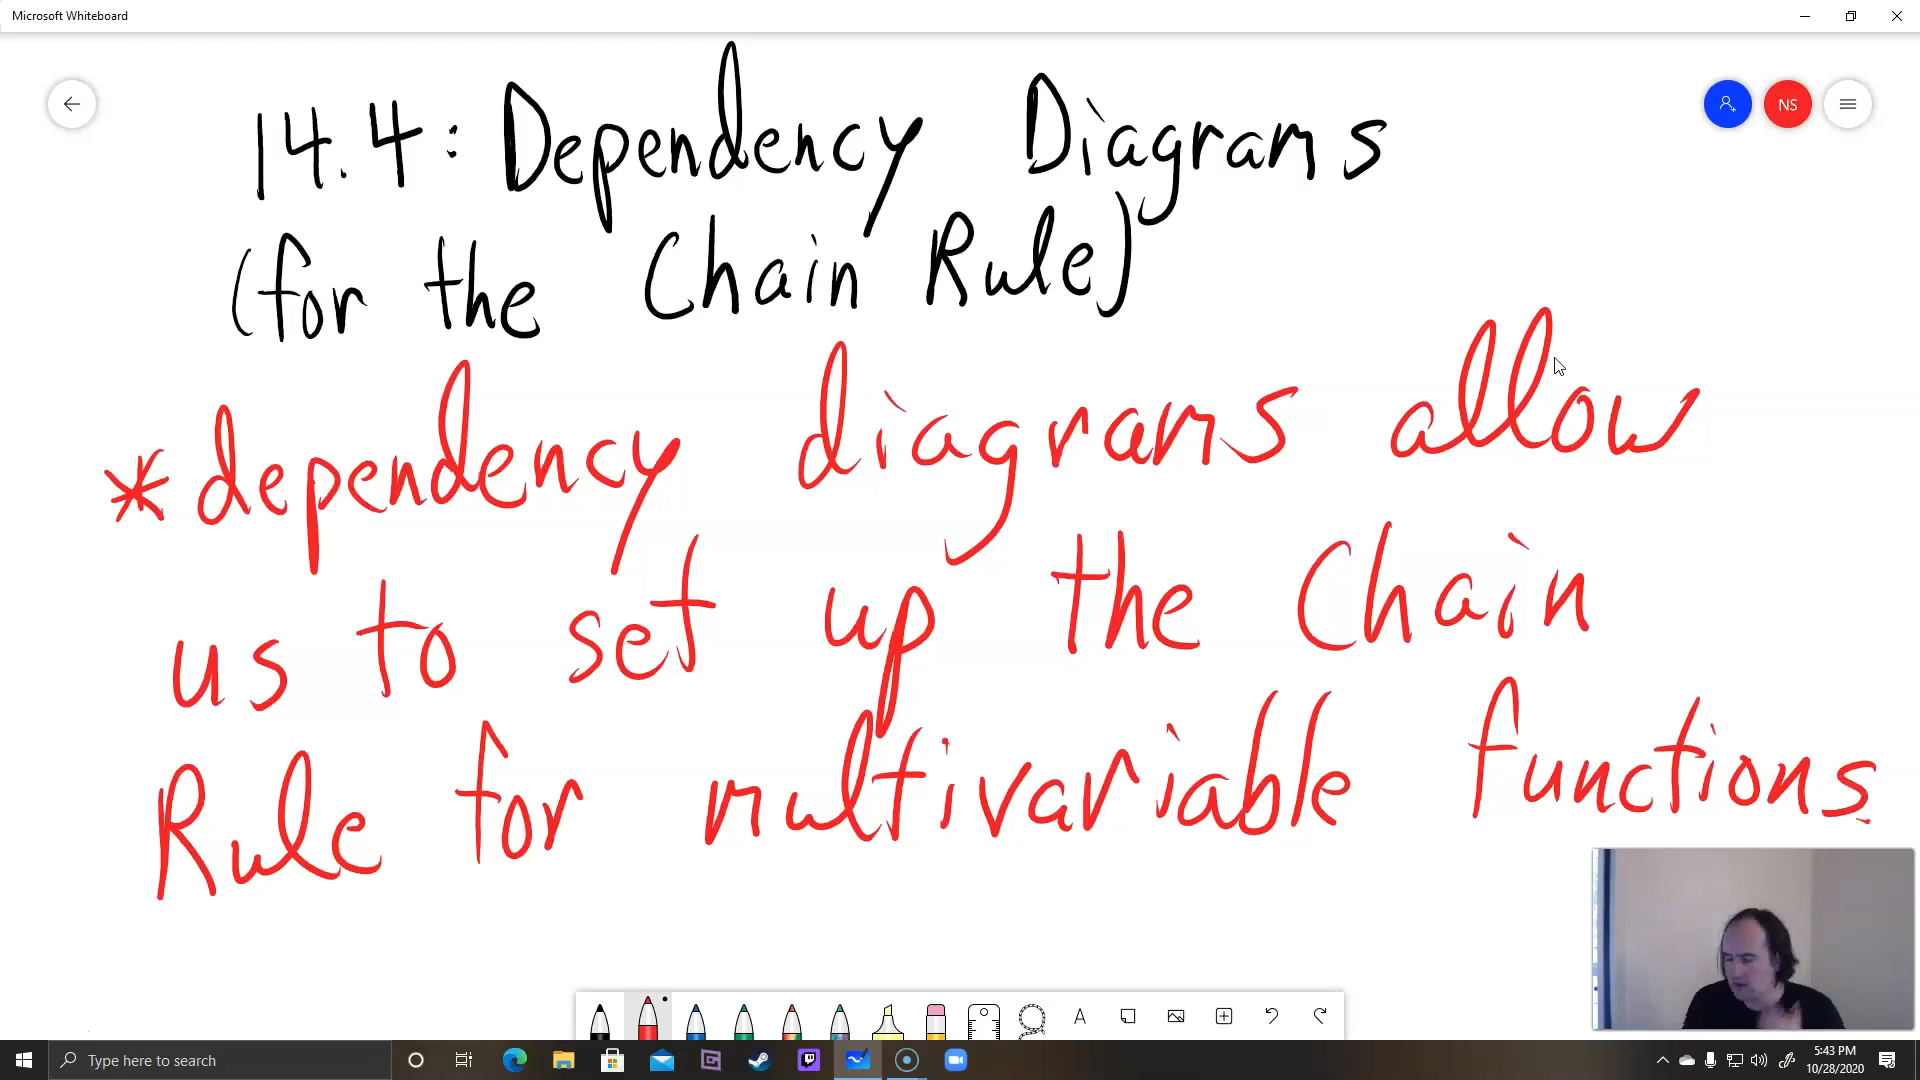 Microsoft Whiteboard
14.4: Dependency Diagrams
(for the Chain Rule)
NS
*dependency diagrams allow
us to set up the Chain
Rule for multivariable functions.
A
Type here to search
5:43 PM
10/28/2020